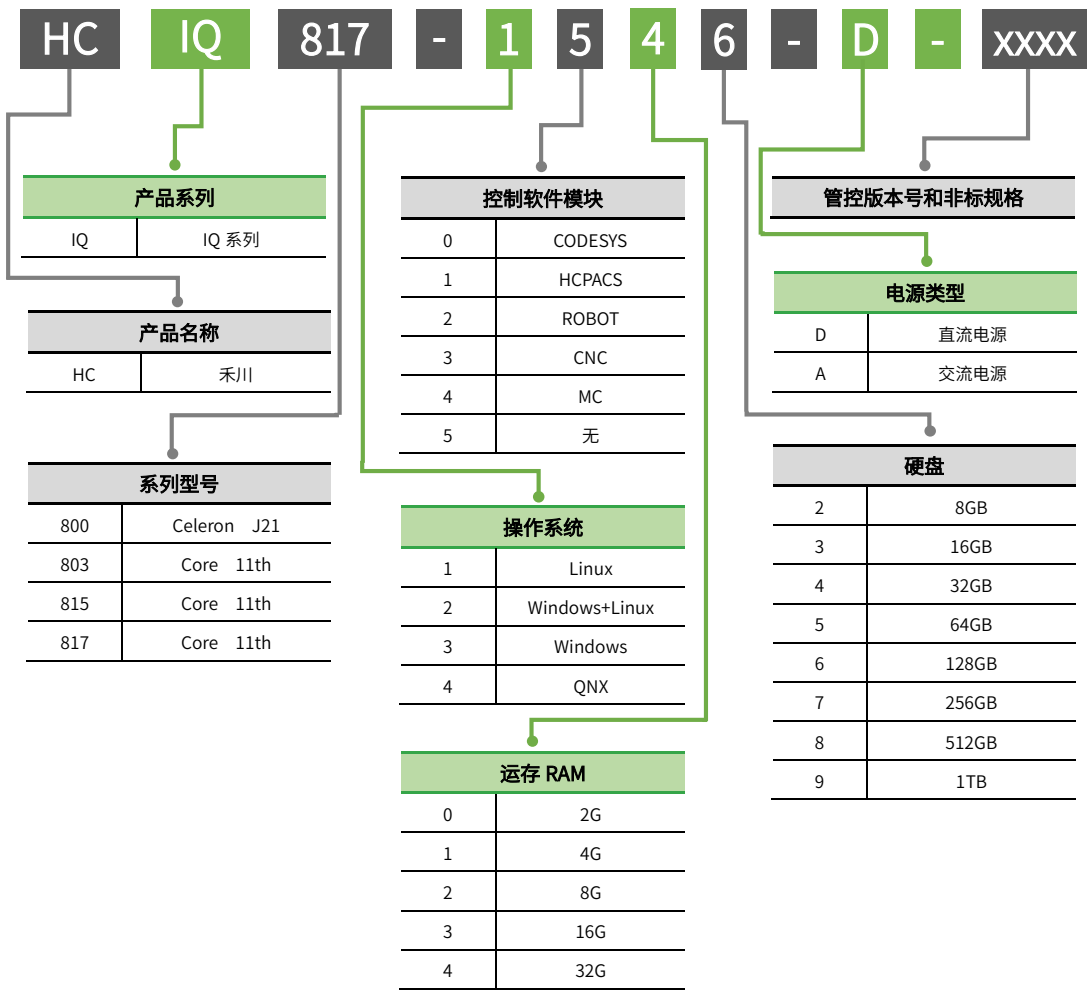 HC IQ 817 - 1 5 4 6 - D - xxxx
产品系列
IQ IQ 系列
产品名称
HC 禾川
系列型号
800 Celeron J21
803 Core 11th
815 Core 11th
817 Core 11th
控制软件模块
0 CODESYS
1 HCPACS
2 ROBOT
3 CNC
4 MC
5 无
操作系统
1 Linux
2 Windows+Linux
3 Windows
4 QNX
运存 RAM
0 2G
1 4G
2 8G
3 16G
4 32G
管控版本号和非标规格
电源类型
D 直流电源
A 交流电源
硬盘
2 8GB
3 16GB
4 32GB
5 64GB
6 128GB
7 256GB
8 512GB
9 1TB